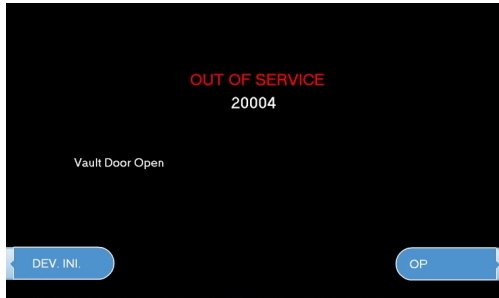 OUT OF SERVICE
20004
Vault Door Open
DEV. INI.
OP